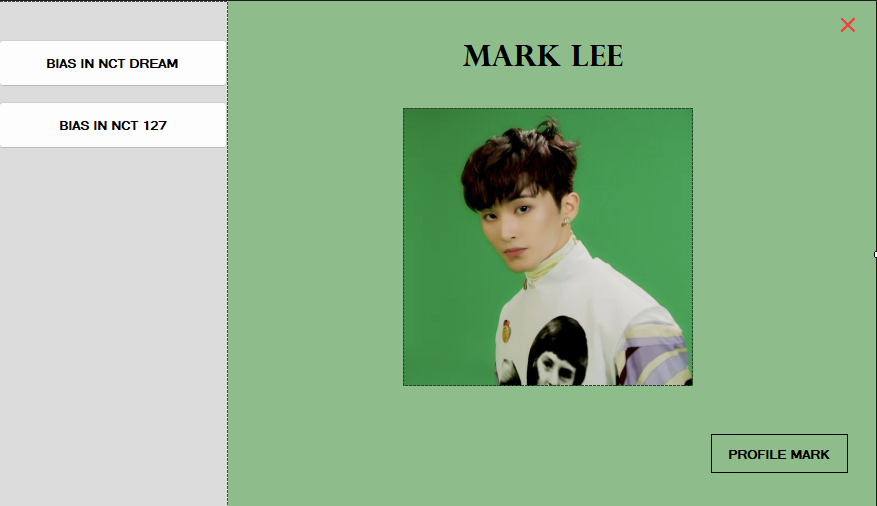 BIAS IN NCT DREAM
BIAS IN NCT 127
MARK LEE
PROFILE MARK